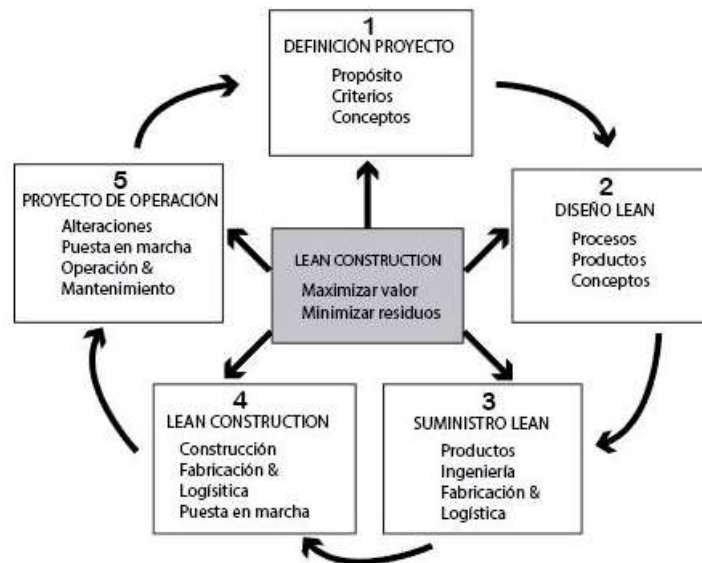 1
DEFINICIÓN PROYECTO
Propósito
Criterios
Conceptos
2
DISEÑO LEAN
Procesos
Productos
Conceptos
3
SUMINISTRO LEAN
Productos
Ingeniería
Fabricación &
Logística
4
LEAN CONSTRUCTION
Construcción
Fabricación &
Logísitica
Puesta en marcha
5
PROYECTO DE OPERACIÓN
Alteraciones
Puesta en marcha
Operación &
Mantenimiento
LEAN CONSTRUCTION
Maximizar valor
Minimizar residuos